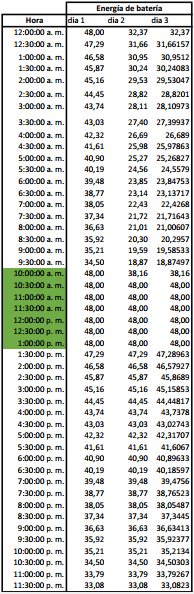 Energía de batería
Hora dia 1 dia 2 dia 3
12:00:00 a. m. 48,00 32,37 32,37
12:30:00 a. m. 47,29 31,66 31,66157
1:00:00 a. m. 46,58 30,95 30,9512
1:30:00 a. m. 45,87 30,24 30,24083
2:00:00 a. m. 45,16 29,53 29,53047
2:30:00 a. m. 44,45 28,82 28,8201
3:00:00 a. m. 43,74 28,11 28,10973
3:30:00 a. m. 43,03 27,40 27,39937
4:00:00 a. m. 42,32 26,69 26,689
4:30:00 a. m. 41,61 25,98 25,97863
5:00:00 a. m. 40,90 25,27 25,26827
5:30:00 a. m. 40,19 24,56 24,5579
6:00:00 a. m. 39,48 23,85 23,84753
6:30:00 a. m. 38,77 23,14 23,13717
7:00:00 a. m. 38,05 22,43 22,4268
7:30:00 a. m. 37,34 21,72 21,71643
8:00:00 a. m. 36,63 21,01 21,00607
8:30:00 a. m. 35,92 20,30 20,2957
9:00:00 a. m. 35,21 19,59 19,58533
9:30:00 a. m. 34,50 18,87 18,87497
10:00:00 a. m. 48,00 38,16 38,16
10:30:00 a. m. 48,00 48,00 48,00
11:00:00 a. m. 48,00 48,00 48,00
11:30:00 a. m. 48,00 48,00 48,00
12:00:00 p. m. 48,00 48,00 48,00
12:30:00 p. m. 48,00 48,00 48,00
1:00:00 p. m. 48,00 48,00 48,00
1:30:00 p. m. 47,29 47,29 47,28963
2:00:00 p. m. 46,58 46,58 46,57927
2:30:00 p. m. 45,87 45,87 45,8689
3:00:00 p. m. 45,16 45,16 45,15853
3:30:00 p. m. 44,45 44,45 44,44817
4:00:00 p. m. 43,74 43,74 43,7378
4:30:00 p. m. 43,03 43,03 43,02743
5:00:00 p. m. 42,32 42,32 42,31707
5:30:00 p. m. 41,61 41,61 41,6067
6:00:00 p. m. 40,90 40,90 40,89633
6:30:00 p. m. 40,19 40,19 40,18597
7:00:00 p. m. 39,48 39,48 39,4756
7:30:00 p. m. 38,77 38,77 38,76523
8:00:00 p. m. 38,05 38,05 38,05487
8:30:00 p. m. 37,34 37,34 37,3445
9:00:00 p. m. 36,63 36,63 36,63413
9:30:00 p. m. 35,92 35,92 35,92377
10:00:00 p. m. 35,21 35,21 35,2134
10:30:00 p. m. 34,50 34,50 34,50303
11:00:00 p. m. 33,79 33,79 33,79267
11:30:00 p. m. 33,08 33,08 33,0823